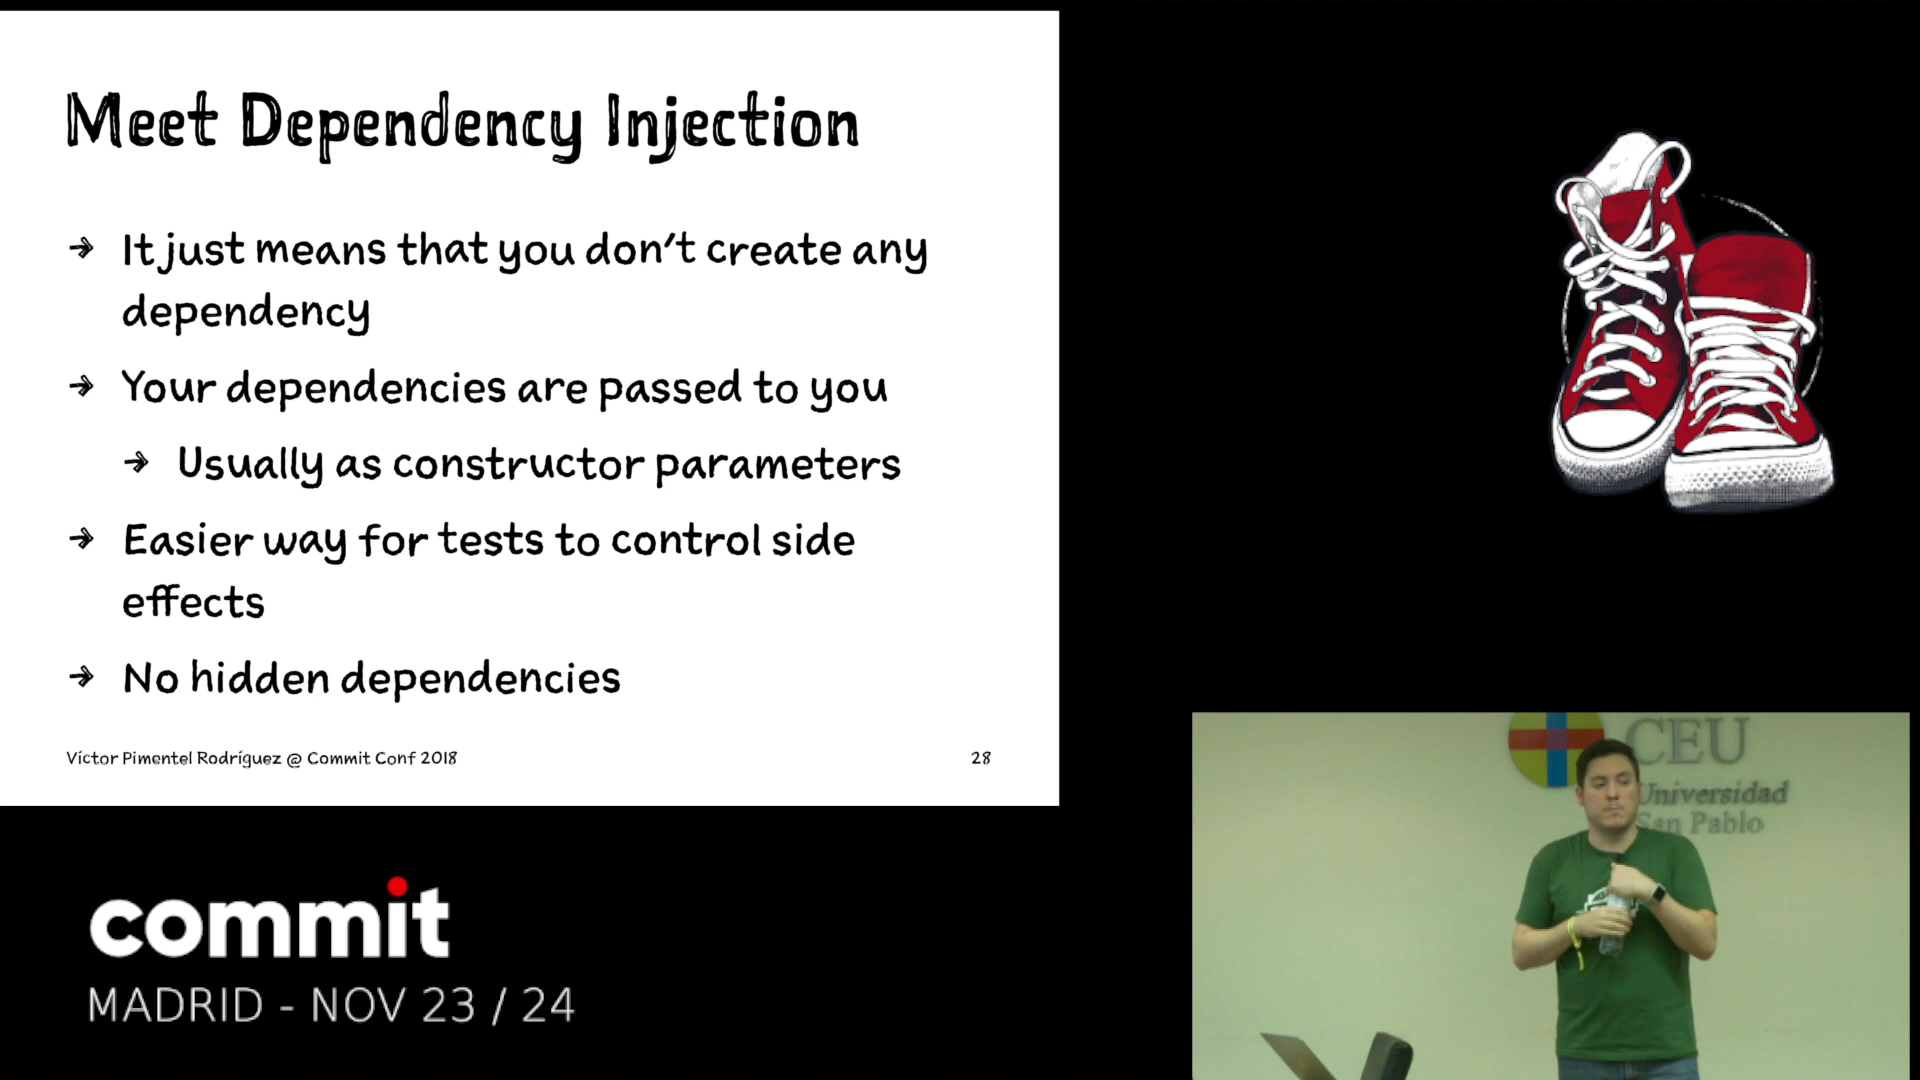 Meet Dependency Injection
→ It just means that you don't create any
dependency
→ Your dependencies are passed to you
→ Usually as constructor parameters
→ Easier way for tests to control side
effects
→ No hidden dependencies
Víctor Pimentel Rodríguez @ Commit Conf 2018
28
commit
MADRID - NOV 23 / 24
CEU
Universidad
San Pablo